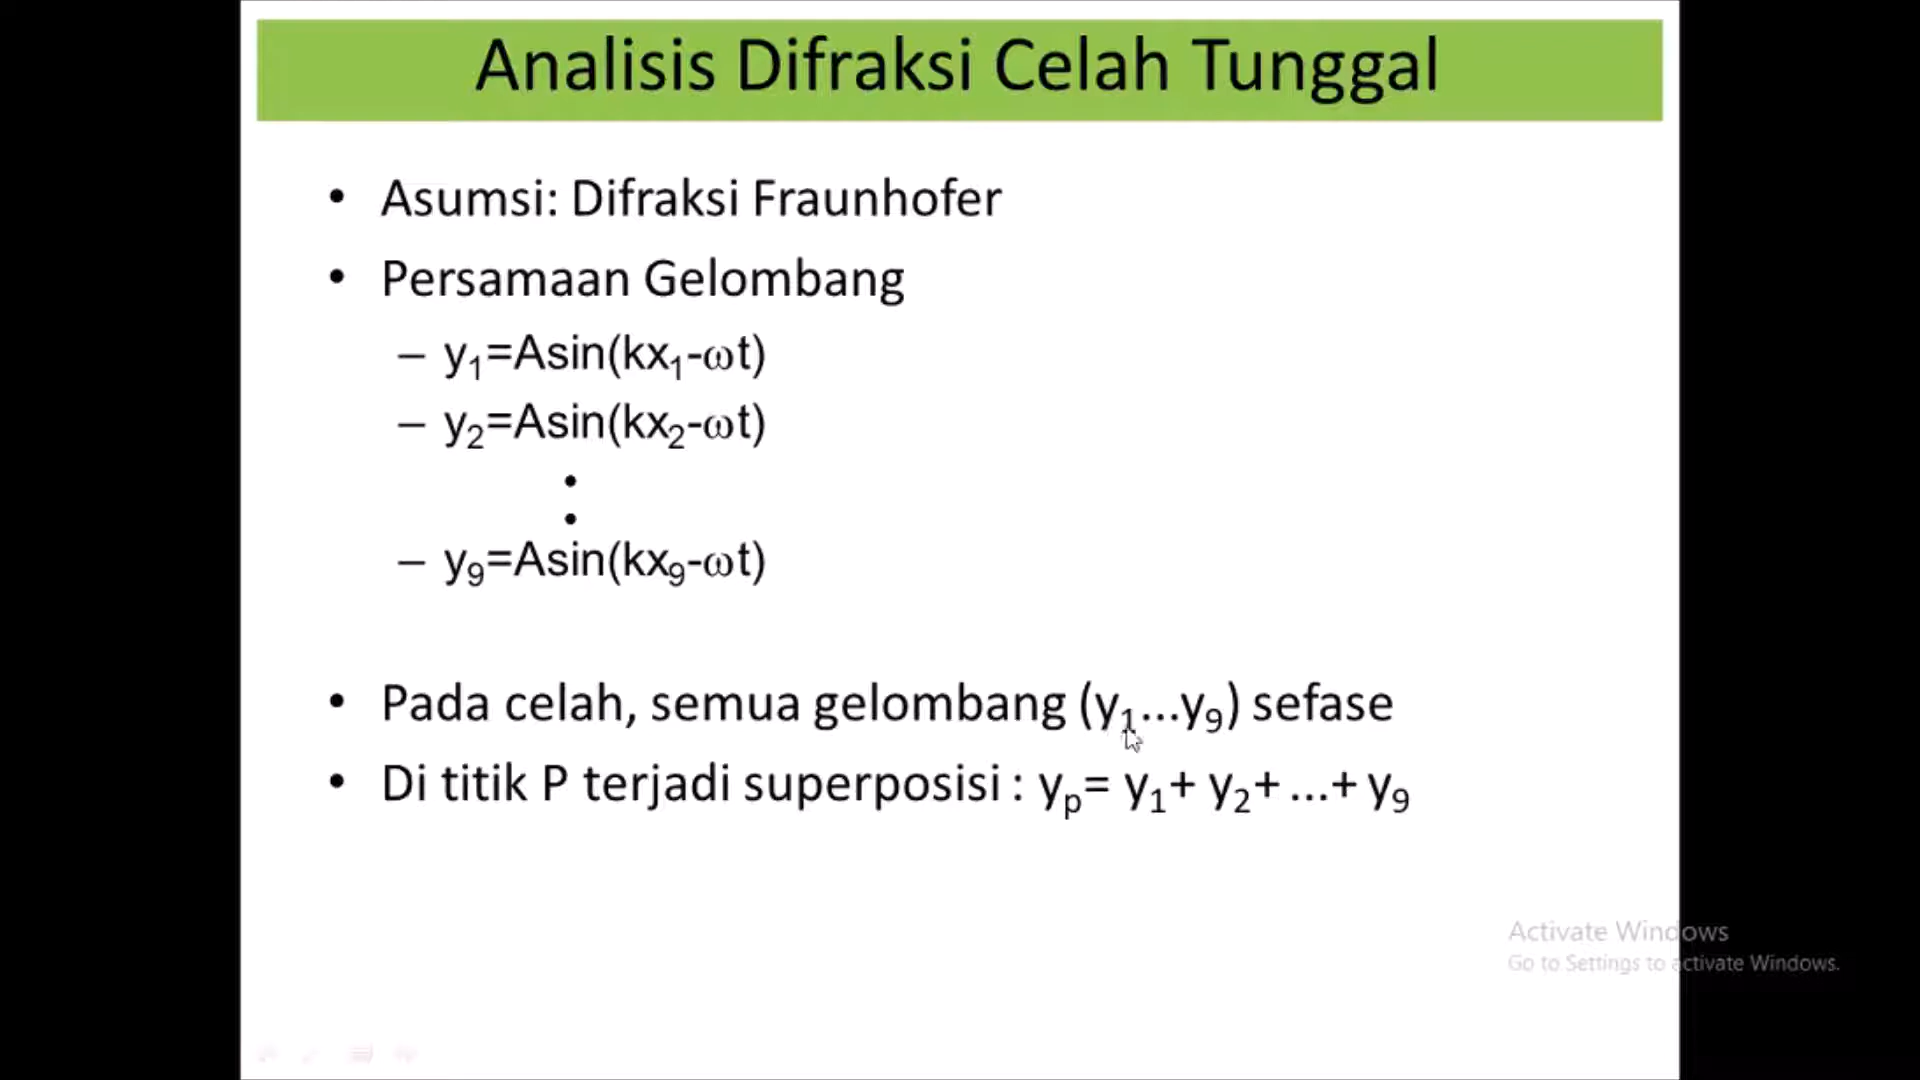 Analisis Difraksi Celah Tunggal
• Asumsi: Difraksi Fraunhofer
• Persamaan Gelombang
– y₁=Asin(kx₁-ωt)
– y₂=Asin(kx₂-ωt)
•
•
– y₉=Asin(kx₉-ωt)
• Pada celah, semua gelombang (y₁...y₉) sefase
• Di titik P terjadi superposisi : yₚ= y₁+ y₂+ ...+ y₉
Activate Windows
Go to Settings to activate Windows.